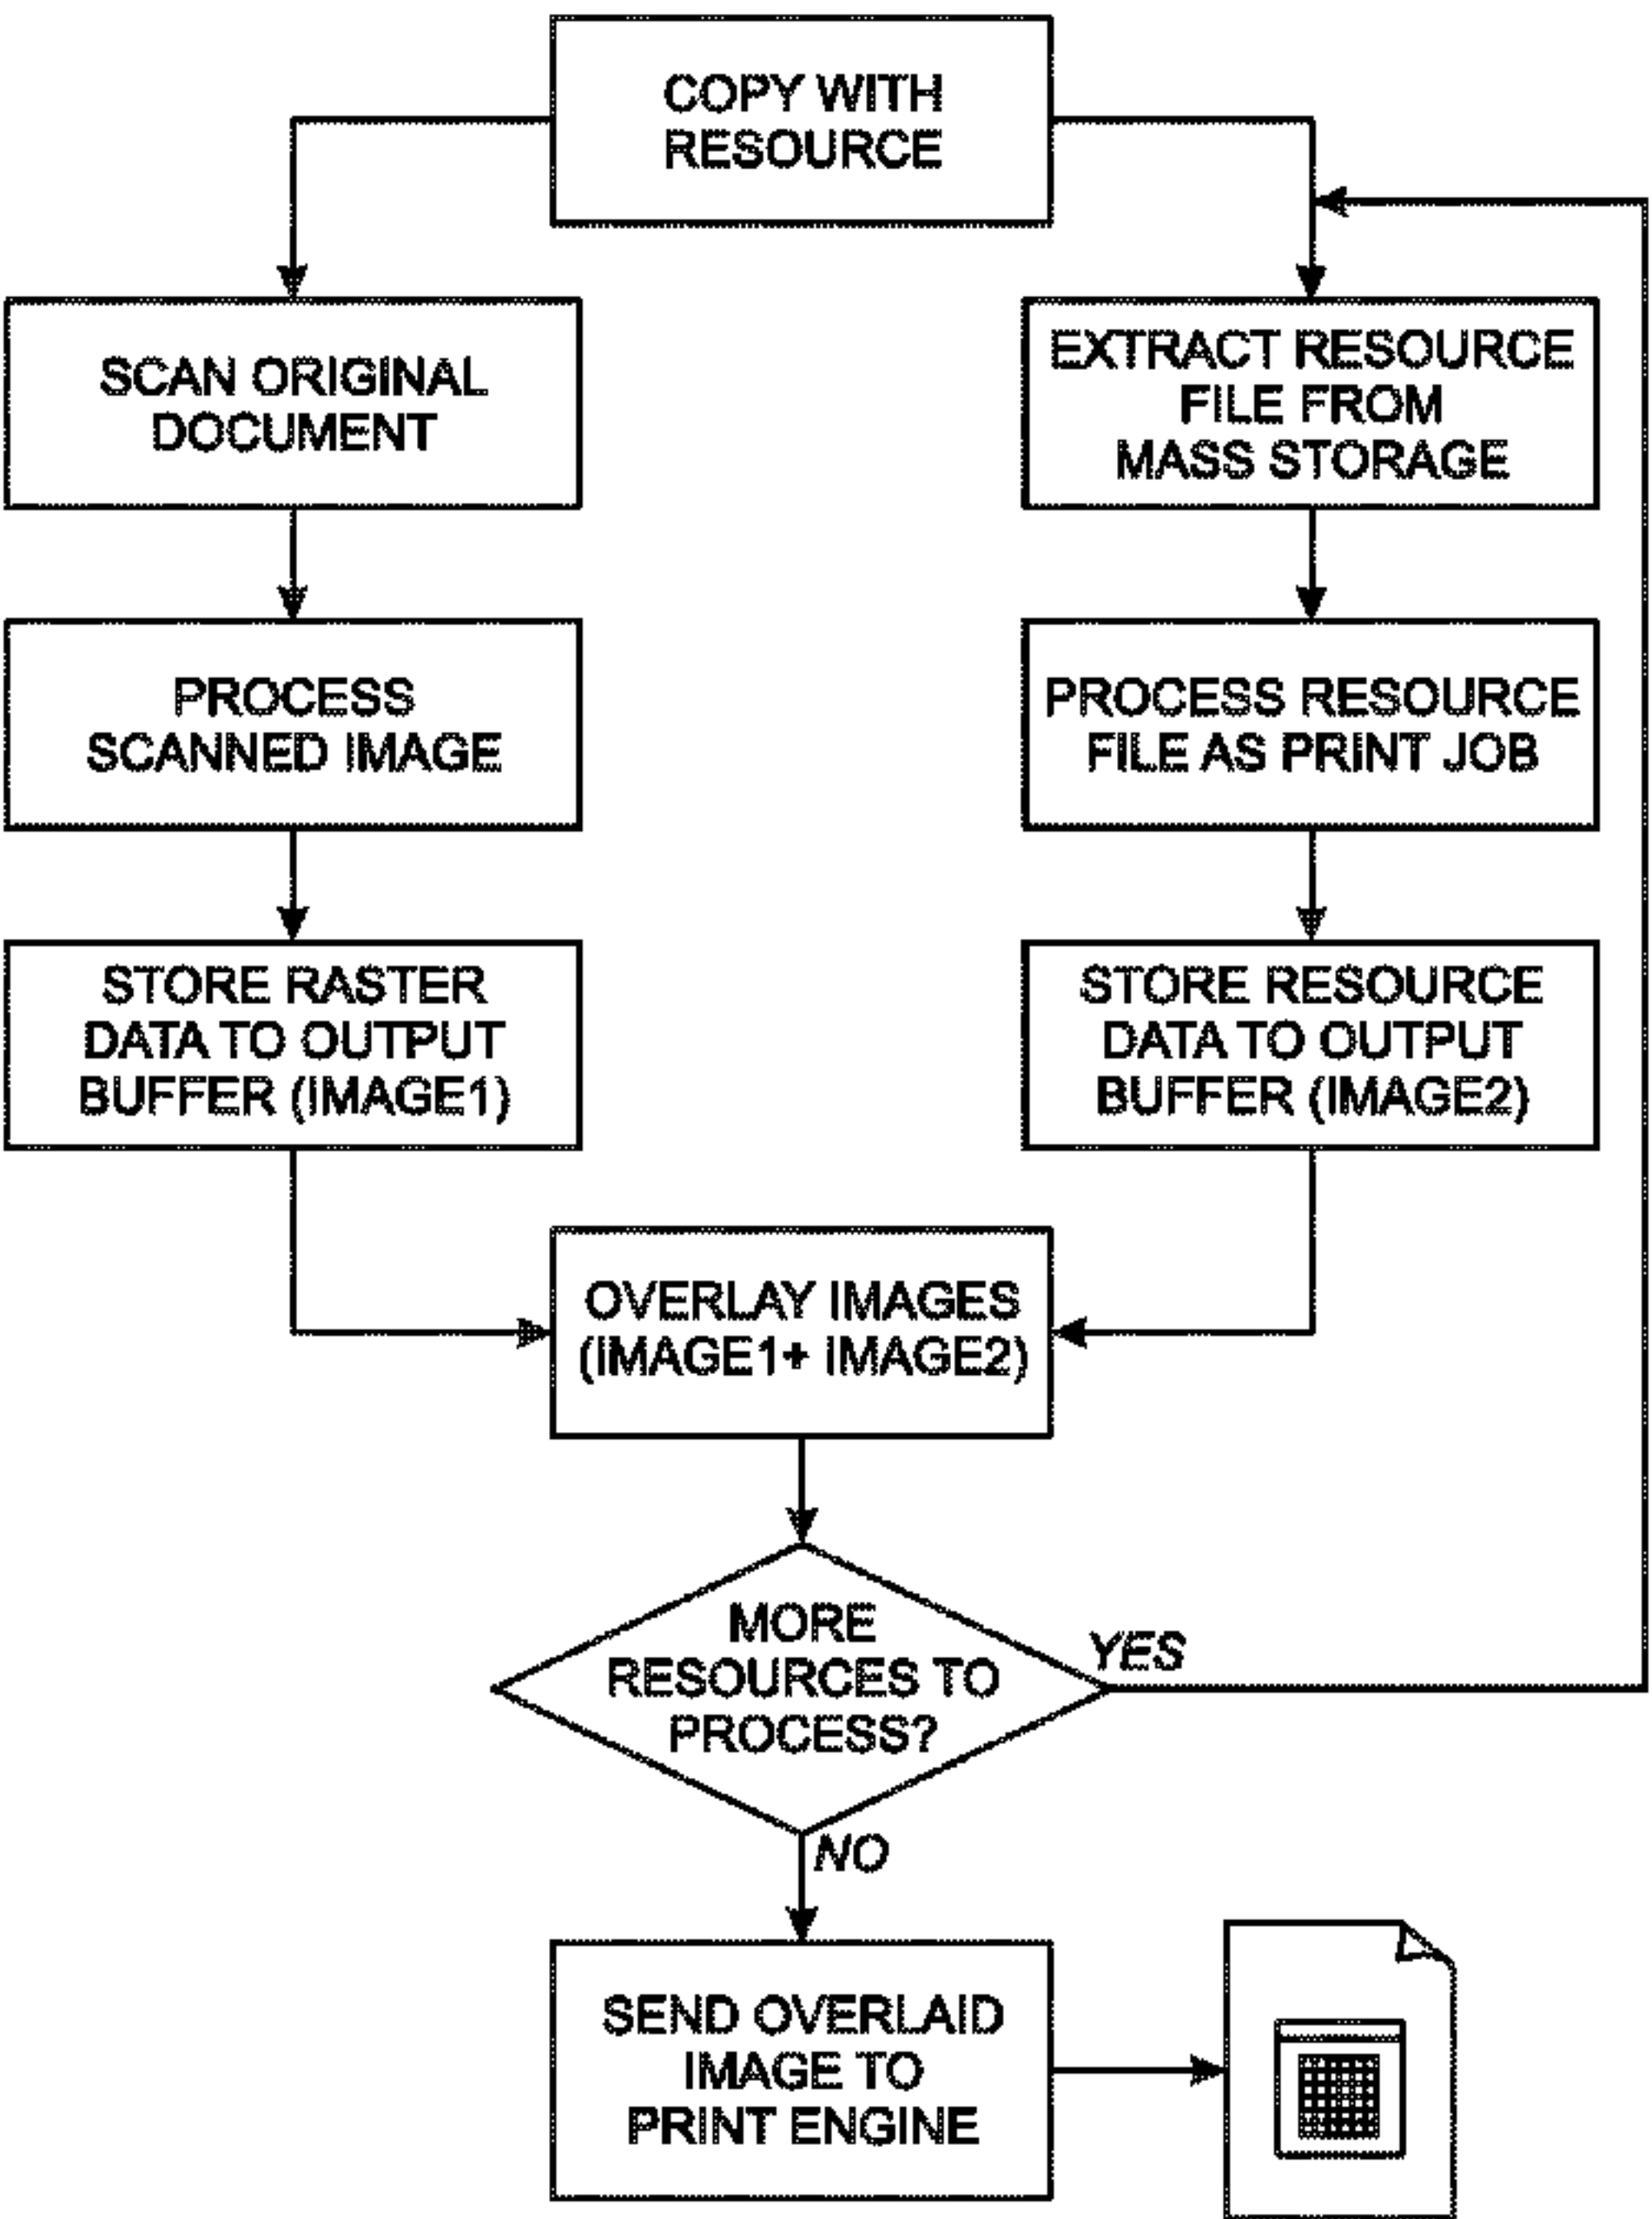 COPY WITH
RESOURCE
SCAN ORIGINAL
DOCUMENT
EXTRACT RESOURCE
FILE FROM
MASS STORAGE
PROCESS
SCANNED IMAGE
PROCESS RESOURCE
FILE AS PRINT JOB
STORE RASTER
DATA TO OUTPUT
BUFFER (IMAGE1)
STORE RESOURCE
DATA TO OUTPUT
BUFFER (IMAGE2)
OVERLAY IMAGES
(IMAGE1+ IMAGE2)
MORE
RESOURCES TO
PROCESS?
YES
NO
SEND OVERLAID
IMAGE TO
PRINT ENGINE